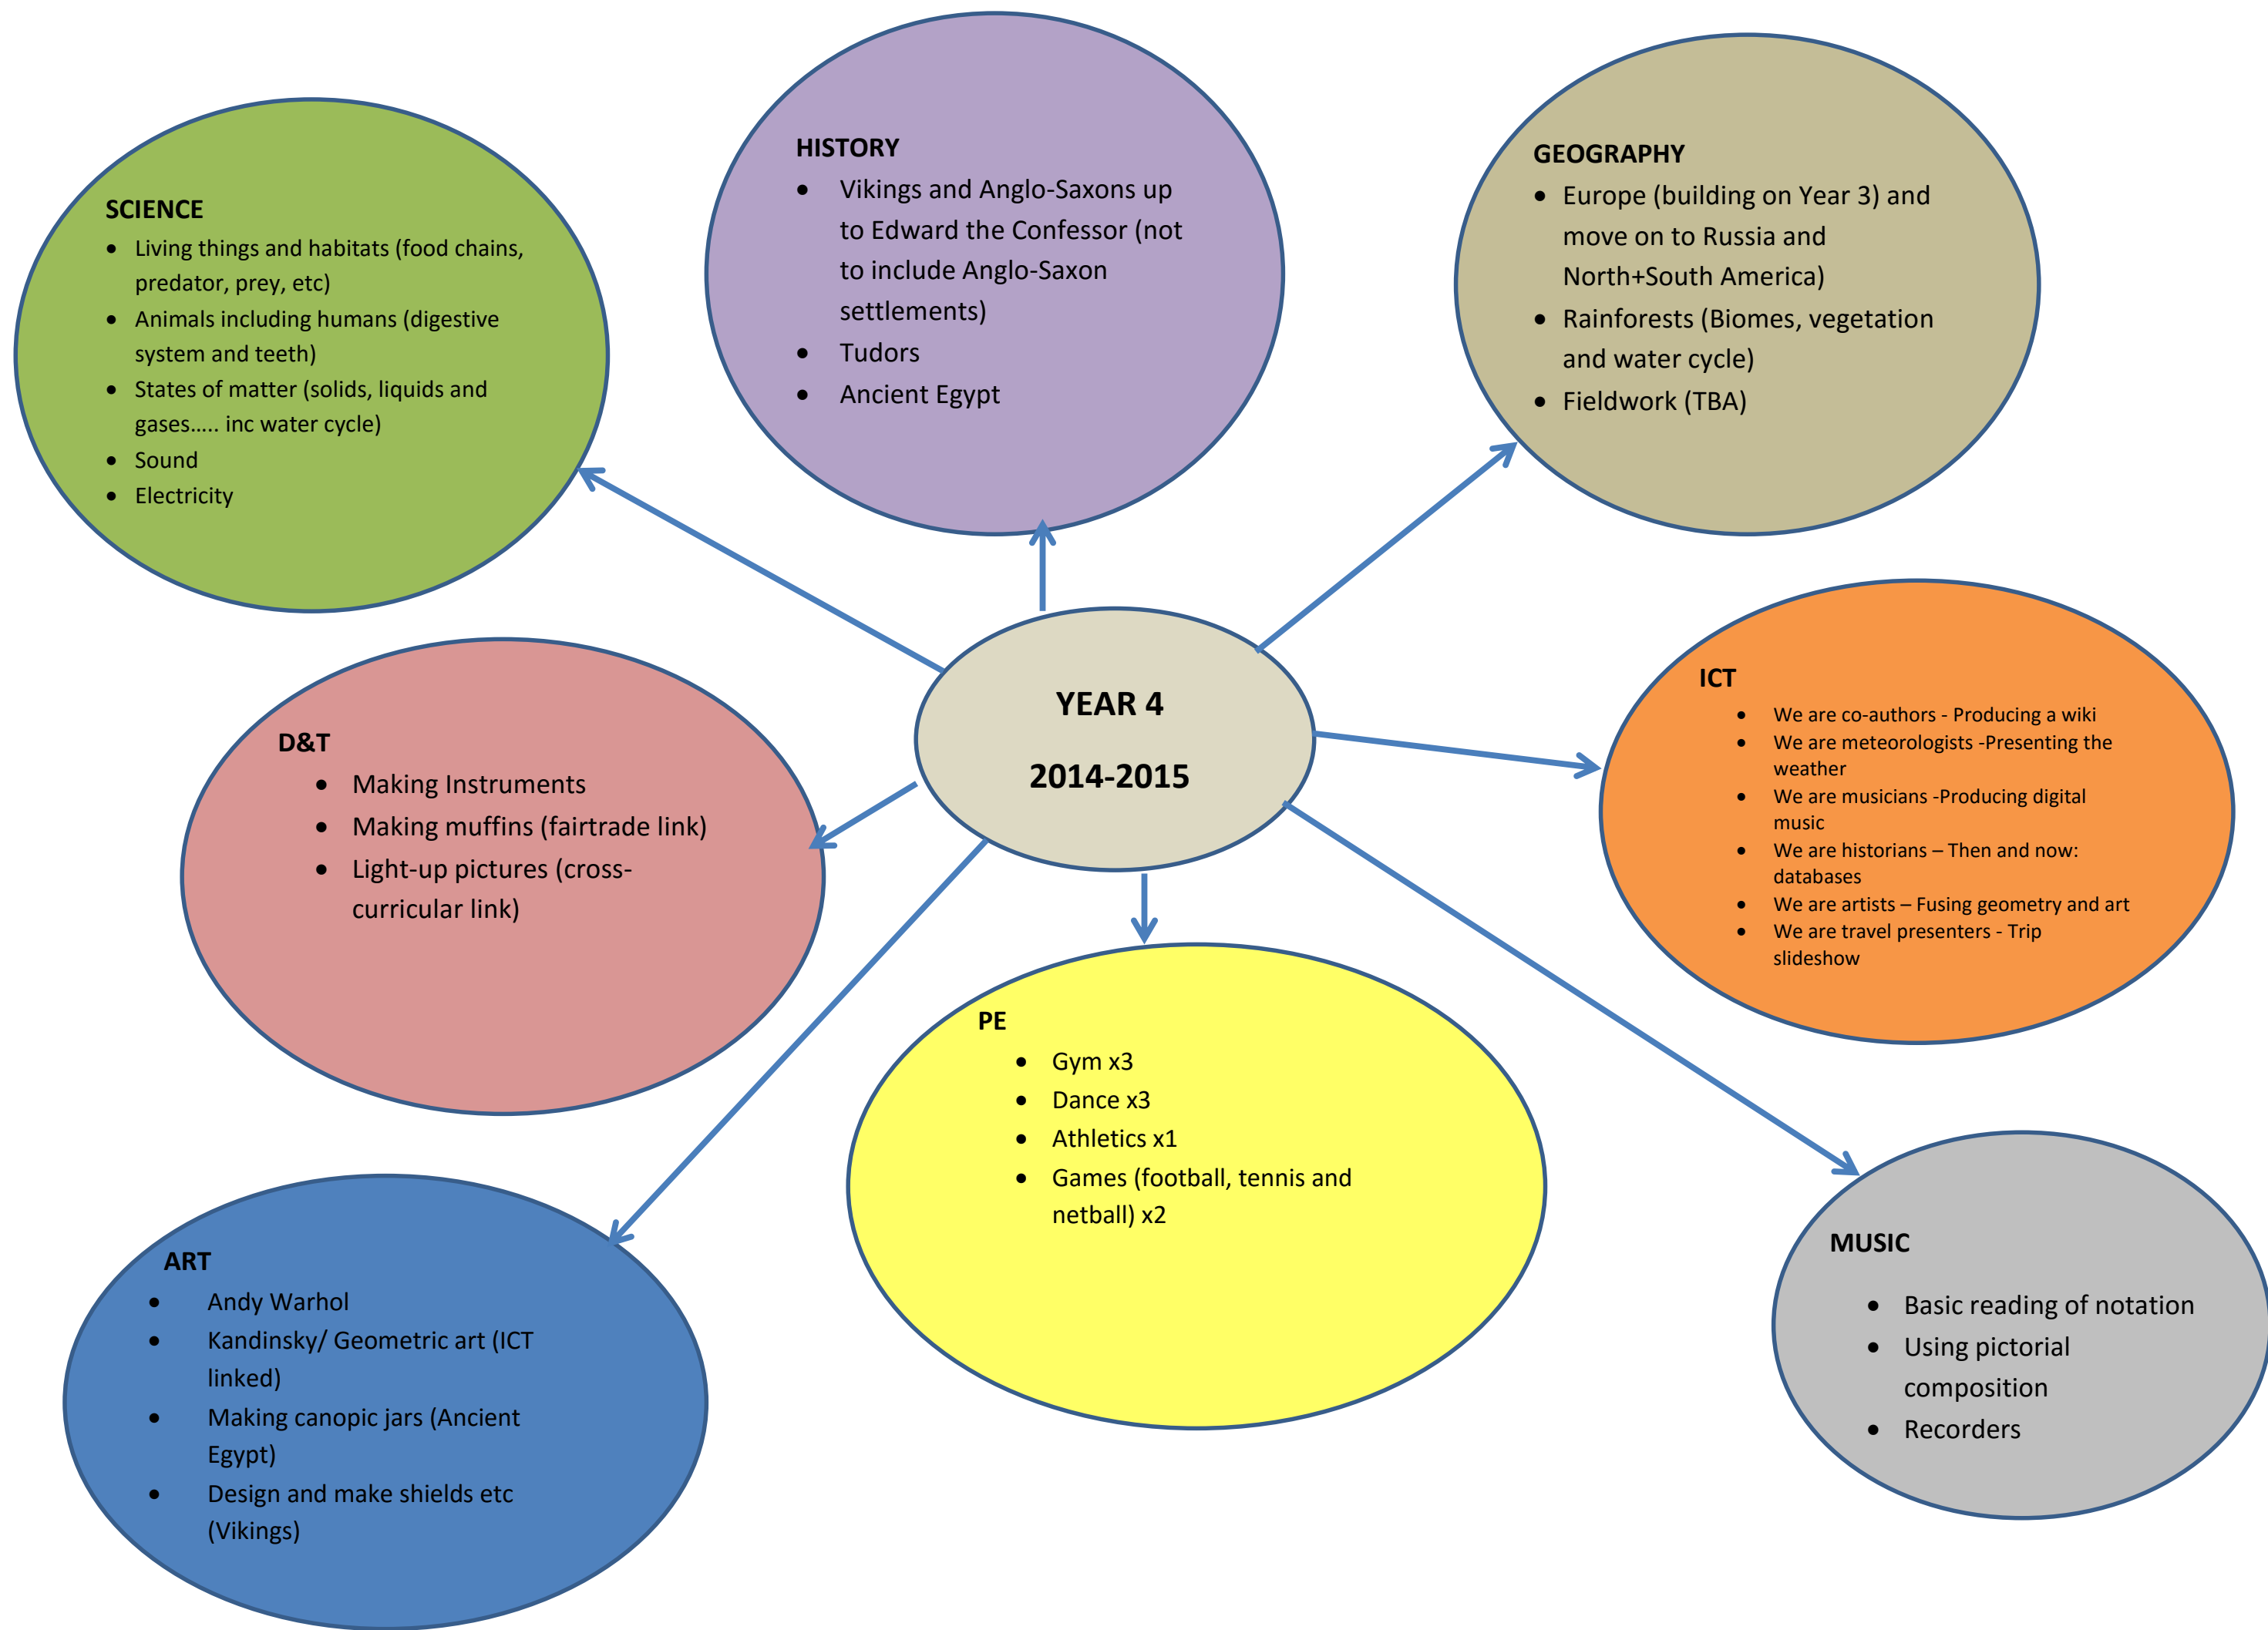 SCIENCE
• Living things and habitats (food chains,
predator, prey, etc)
• Animals including humans (digestive
system and teeth)
• States of matter (solids, liquids and
gases..... inc water cycle)
• Sound
• Electricity
HISTORY
• Vikings and Anglo-Saxons up
to Edward the Confessor (not
to include Anglo-Saxon
settlements)
• Tudors
• Ancient Egypt
GEOGRAPHY
• Europe (building on Year 3) and
move on to Russia and
North+South America)
• Rainforests (Biomes, vegetation
and water cycle)
• Fieldwork (TBA)
YEAR 4
2014-2015
D&T
• Making Instruments
• Making muffins (fairtrade link)
• Light-up pictures (cross-
curricular link)
ICT
• We are co-authors - Producing a wiki
• We are meteorologists -Presenting the
weather
• We are musicians -Producing digital
music
• We are historians – Then and now:
databases
• We are artists – Fusing geometry and art
• We are travel presenters - Trip
slideshow
PE
• Gym x3
• Dance x3
• Athletics x1
• Games (football, tennis and
netball) x2
ART
• Andy Warhol
• Kandinsky/ Geometric art (ICT
linked)
• Making canopic jars (Ancient
Egypt)
• Design and make shields etc
(Vikings)
MUSIC
• Basic reading of notation
• Using pictorial
composition
• Recorders